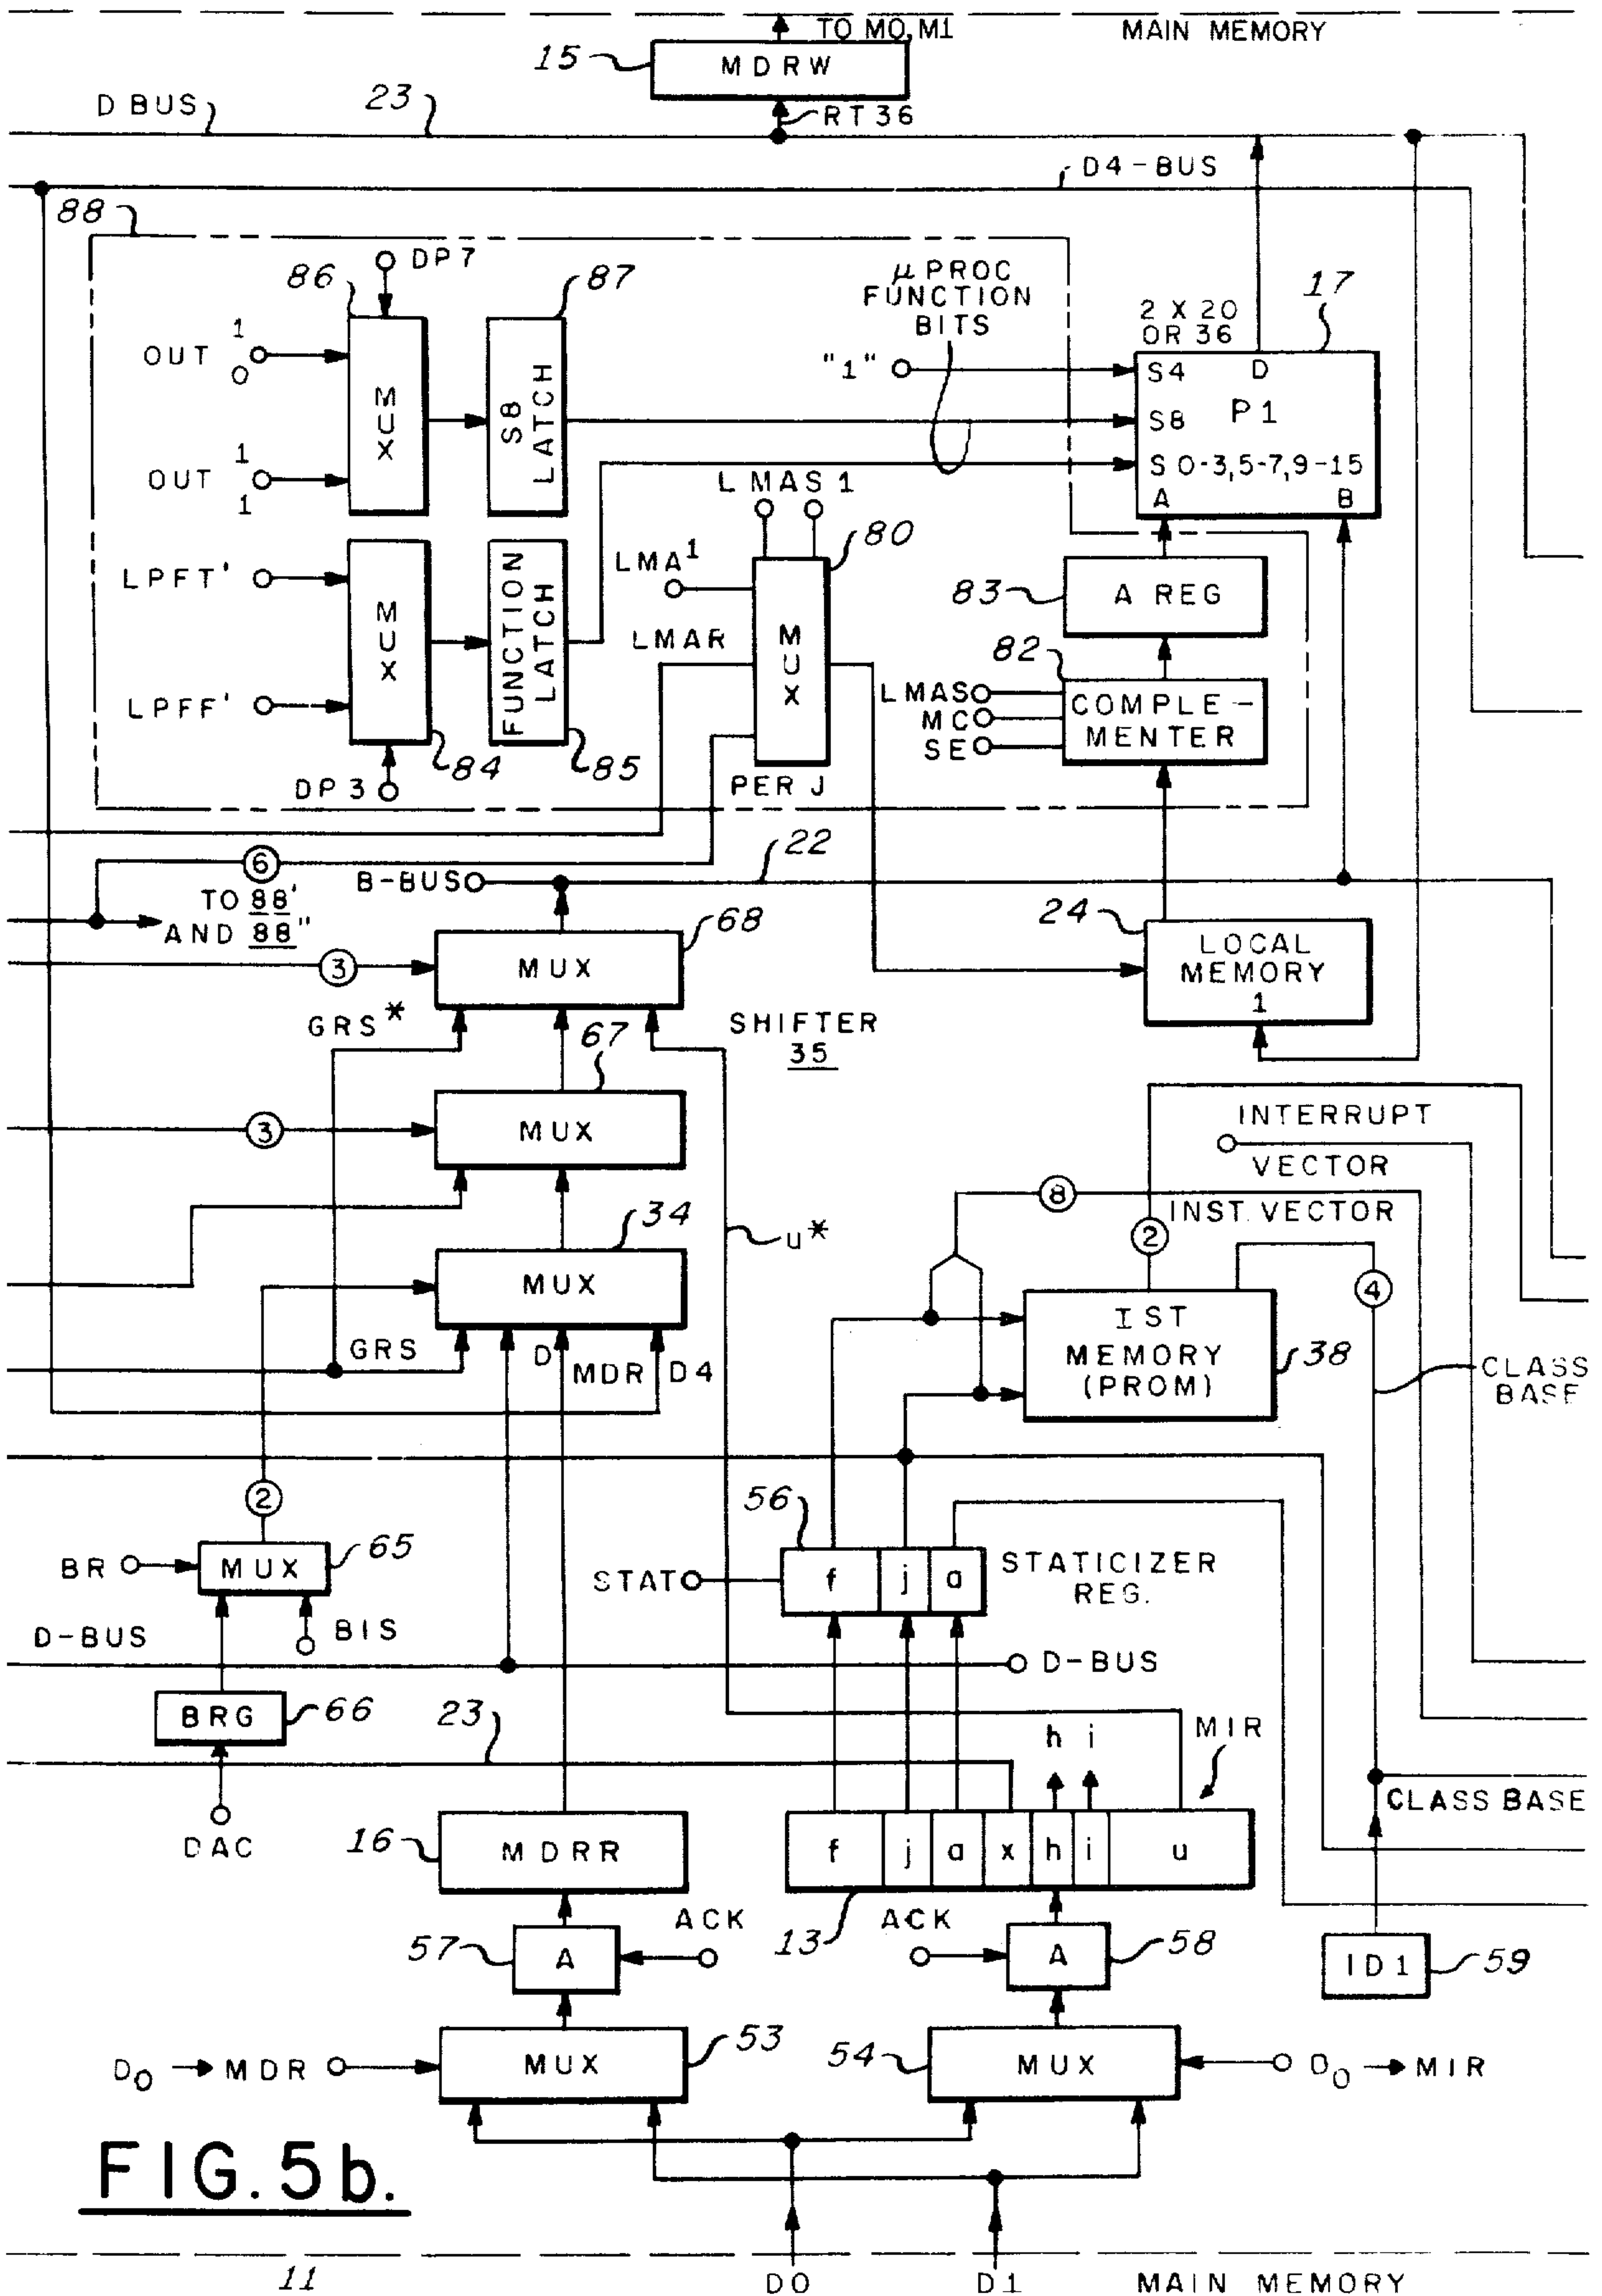 TO M0, M1
MAIN MEMORY
15
MDRW
D BUS
23
RT36
D4-BUS
88
DP7
86
87
μPROC
FUNCTION
BITS
2 X 20
OR 36
17
OUT 1 0
"1"
S4
D
MUX
S8 LATCH
P1
S8
OUT 1 1
S 0-3,5-7,9-15
A
B
LMAS1
80
LMA1
LPFT'
MUX
FUNCTION LATCH
83
A REG
LMAR
MUX
82
LPFF'
LMAS
MC
SE
COMPLE-
MENTER
84
85
DP3
PER J
22
6
B-BUS
TO 88'
AND 88"
68
24
LOCAL
MEMORY
1
3
MUX
GRS*
67
SHIFTER
35
3
MUX
INTERRUPT
VECTOR
8
INST. VECTOR
34
u*
2
MUX
4
IST
MEMORY
(PROM)
38
GRS
D
MDR
D4
CLASS
BASE
2
56
65
BR
MUX
STAT
f
j
a
STATICIZER
REG.
BIS
D-BUS
D-BUS
BRG
66
23
h
i
MIR
CLASS BASE
DAC
16
MDRR
f
j
a
x
h
i
u
ACK
13
ACK
57
A
A
58
ID1
59
53
54
D0 → MDR
MUX
MUX
D0 → MIR
FIG. 5b.
11
D0
D1
MAIN MEMORY